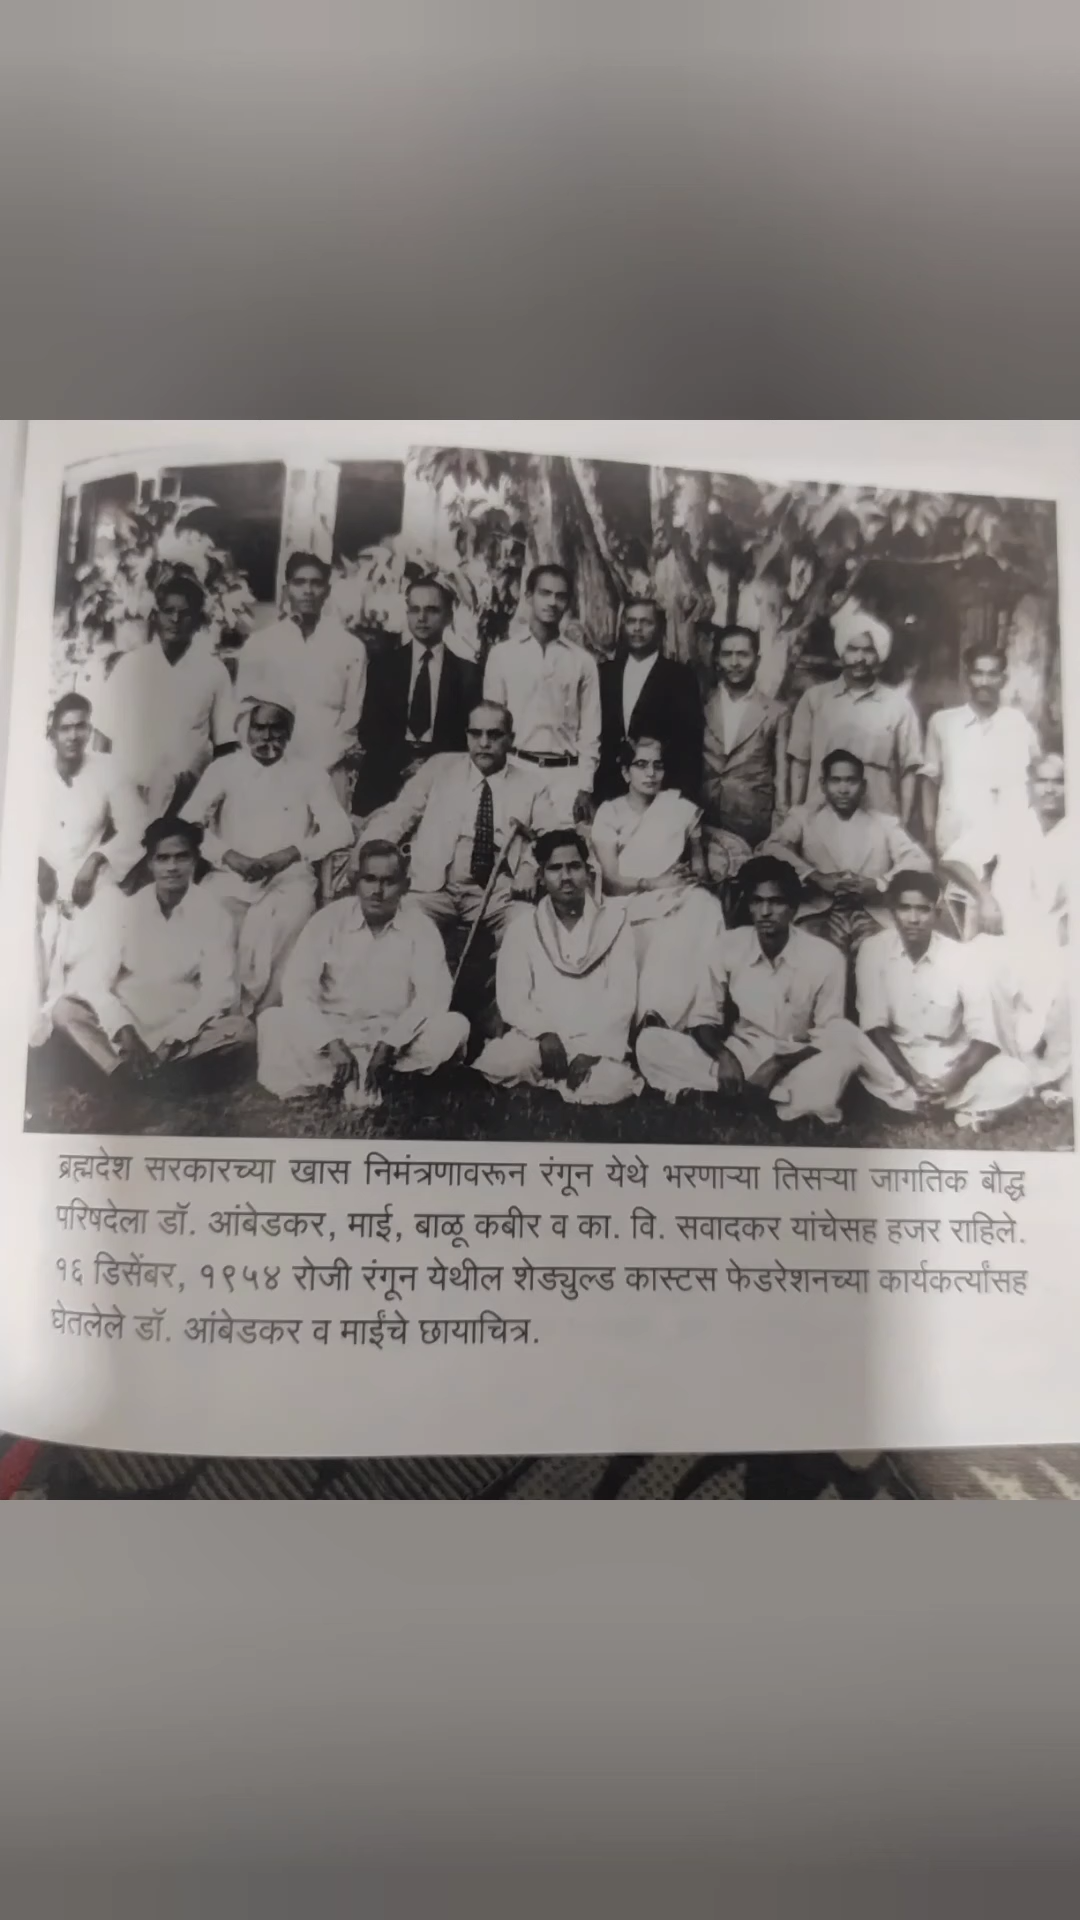 ब्रह्मदेश सरकारच्या खास निमंत्रणावरून रंगून येथे भरणाऱ्या तिसऱ्या जागतिक बौद्ध
परिषदेला डॉ. आंबेडकर, माई, बाळू कबीर व का. वि. सवादकर यांचेसह हजर राहिले.
१६ डिसेंबर, १९५४ रोजी रंगून येथील शेड्युल्ड कास्टस फेडरेशनच्या कार्यकर्त्यांसह
घेतलेले डॉ. आंबेडकर व माईंचे छायाचित्र.